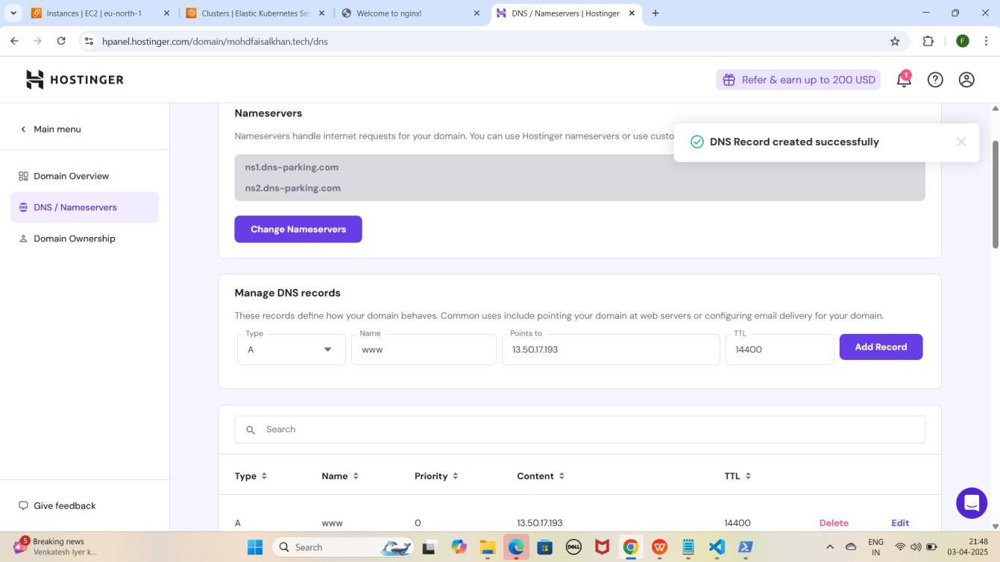 Instances | EC2 | eu-north-1
Clusters | Elastic Kubernetes Ser
Welcome to nginx!
DNS / Nameservers | Hostinger
hpanel.hostinger.com/domain/mohdfaisalkhan.tech/dns
F
HOSTINGER
Refer & earn up to 200 USD
1
Main menu
Domain Overview
DNS / Nameservers
Domain Ownership
Give feedback
Nameservers
Nameservers handle internet requests for your domain. You can use Hostinger nameservers or use custo
DNS Record created successfully
ns1.dns-parking.com
ns2.dns-parking.com
Change Nameservers
Manage DNS records
These records define how your domain behaves. Common uses include pointing your domain at web servers or configuring email delivery for your domain.
Type Name Points to TTL
A www 13.50.17.193 14400 Add Record
Search
Type Name Priority Content TTL
A www 0 13.50.17.193 14400 Delete Edit
5 Breaking news
Venkatesh Iyer k...
Search
DELL
W
ENG
IN
21:48
03-04-2025